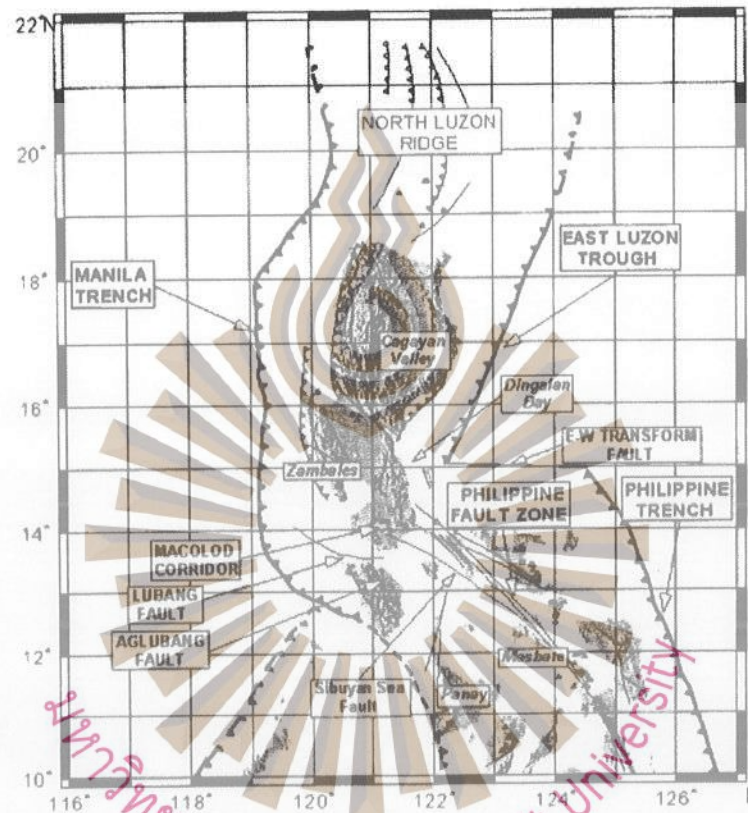 22°N
NORTH LUZON
RIDGE
20°
EAST LUZON
TROUGH
MANILA
TRENCH
18°
Cagayan
Valley
Dingalan
Bay
16°
E-W TRANSFORM
FAULT
Zambales
PHILIPPINE
FAULT ZONE
PHILIPPINE
TRENCH
14°
MACOLOD
CORRIDOR
LUBANG
FAULT
AGLUBANG
FAULT
12°
Masbate
Sibuyan Sea
Fault
Panay
University
10°
116°
118°
120°
122°
124°
126°